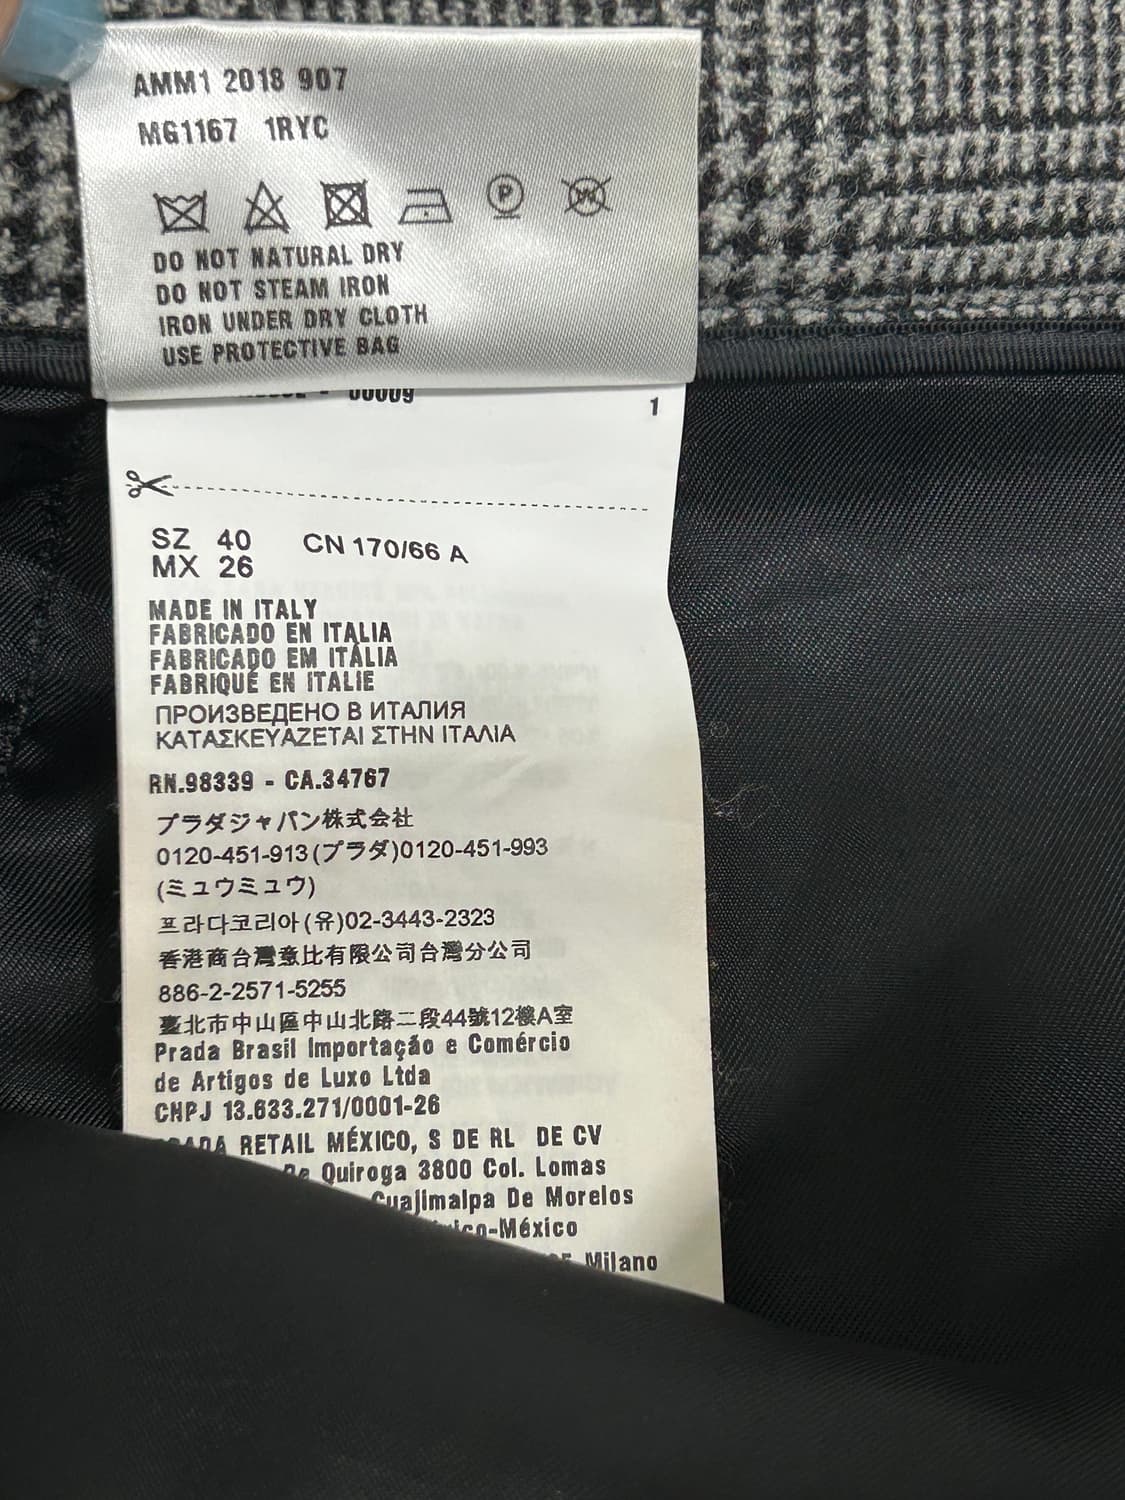 AMM1 2018 907
MG1167 1RYC
P
W
DO NOT NATURAL DRY
DO NOT STEAM IRON
IRON UNDER DRY CLOTH
USE PROTECTIVE BAG
00009
1
SZ 40 CN 170/66 A
MX 26
MADE IN ITALY
FABRICADO EN ITALIA
FABRICADO EM ITÀLIA
FABRIQUÉ EN ITALIE
ПРОИЗВЕДЕНО В ИТАЛИЯ
ΚΑΤΑΣΚΕΥΑΖΕΤΑΙ ΣΤΗΝ ΙΤΑΛΙΑ
RN.98339 - CA.34767
プラダジャパン株式会社
0120-451-913(プラダ)0120-451-993
(ミュウミュウ)
프라다코리아(유)02-3443-2323
香港商台灣意比有限公司台灣分公司
886-2-2571-5255
臺北市中山區中山北路二段44號12樓A室
Prada Brasil Importação e Comércio
de Artigos de Luxo Ltda
CNPJ 13.633.271/0001-26
RETAIL MÉXICO, S DE RL DE CV
Quiroga 3800 Col. Lomas
Cuajimalpa De Morelos
-México
Milano